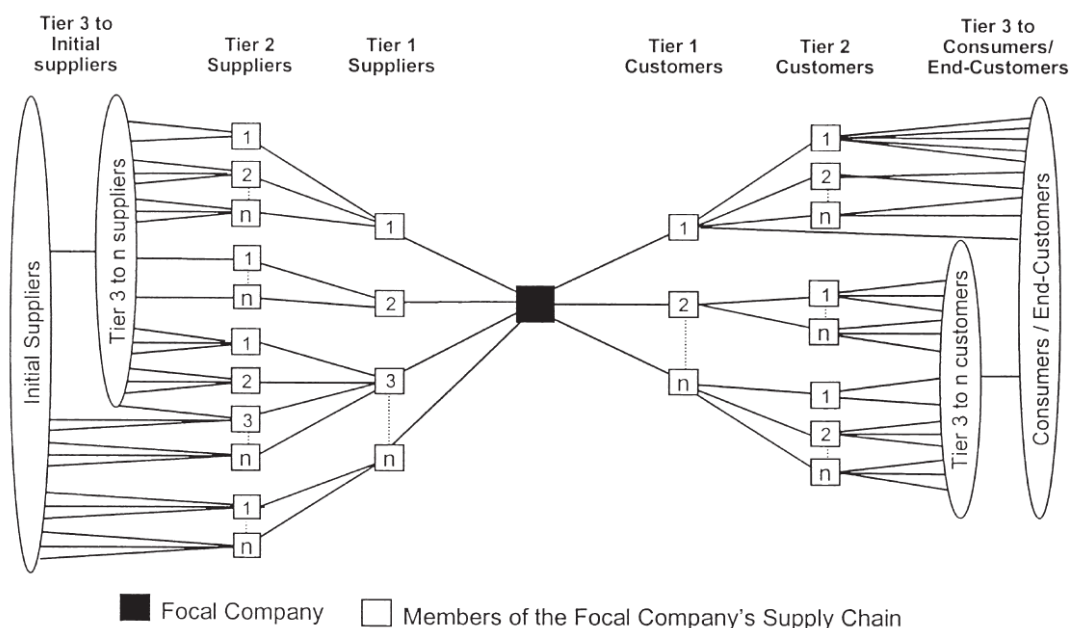 Tier 3 to
Initial
suppliers
Tier 2
Suppliers
Tier 1
Suppliers
Tier 1
Customers
Tier 2
Customers
Tier 3 to
Consumers/
End-Customers
Initial Suppliers
Tier 3 to n suppliers
1
2
n
1
n
1
2
3
n
1
n
1
2
3
n
1
2
n
1
2
n
1
n
1
2
n
Tier 3 to n customers
Consumers / End-Customers
Focal Company
Members of the Focal Company's Supply Chain